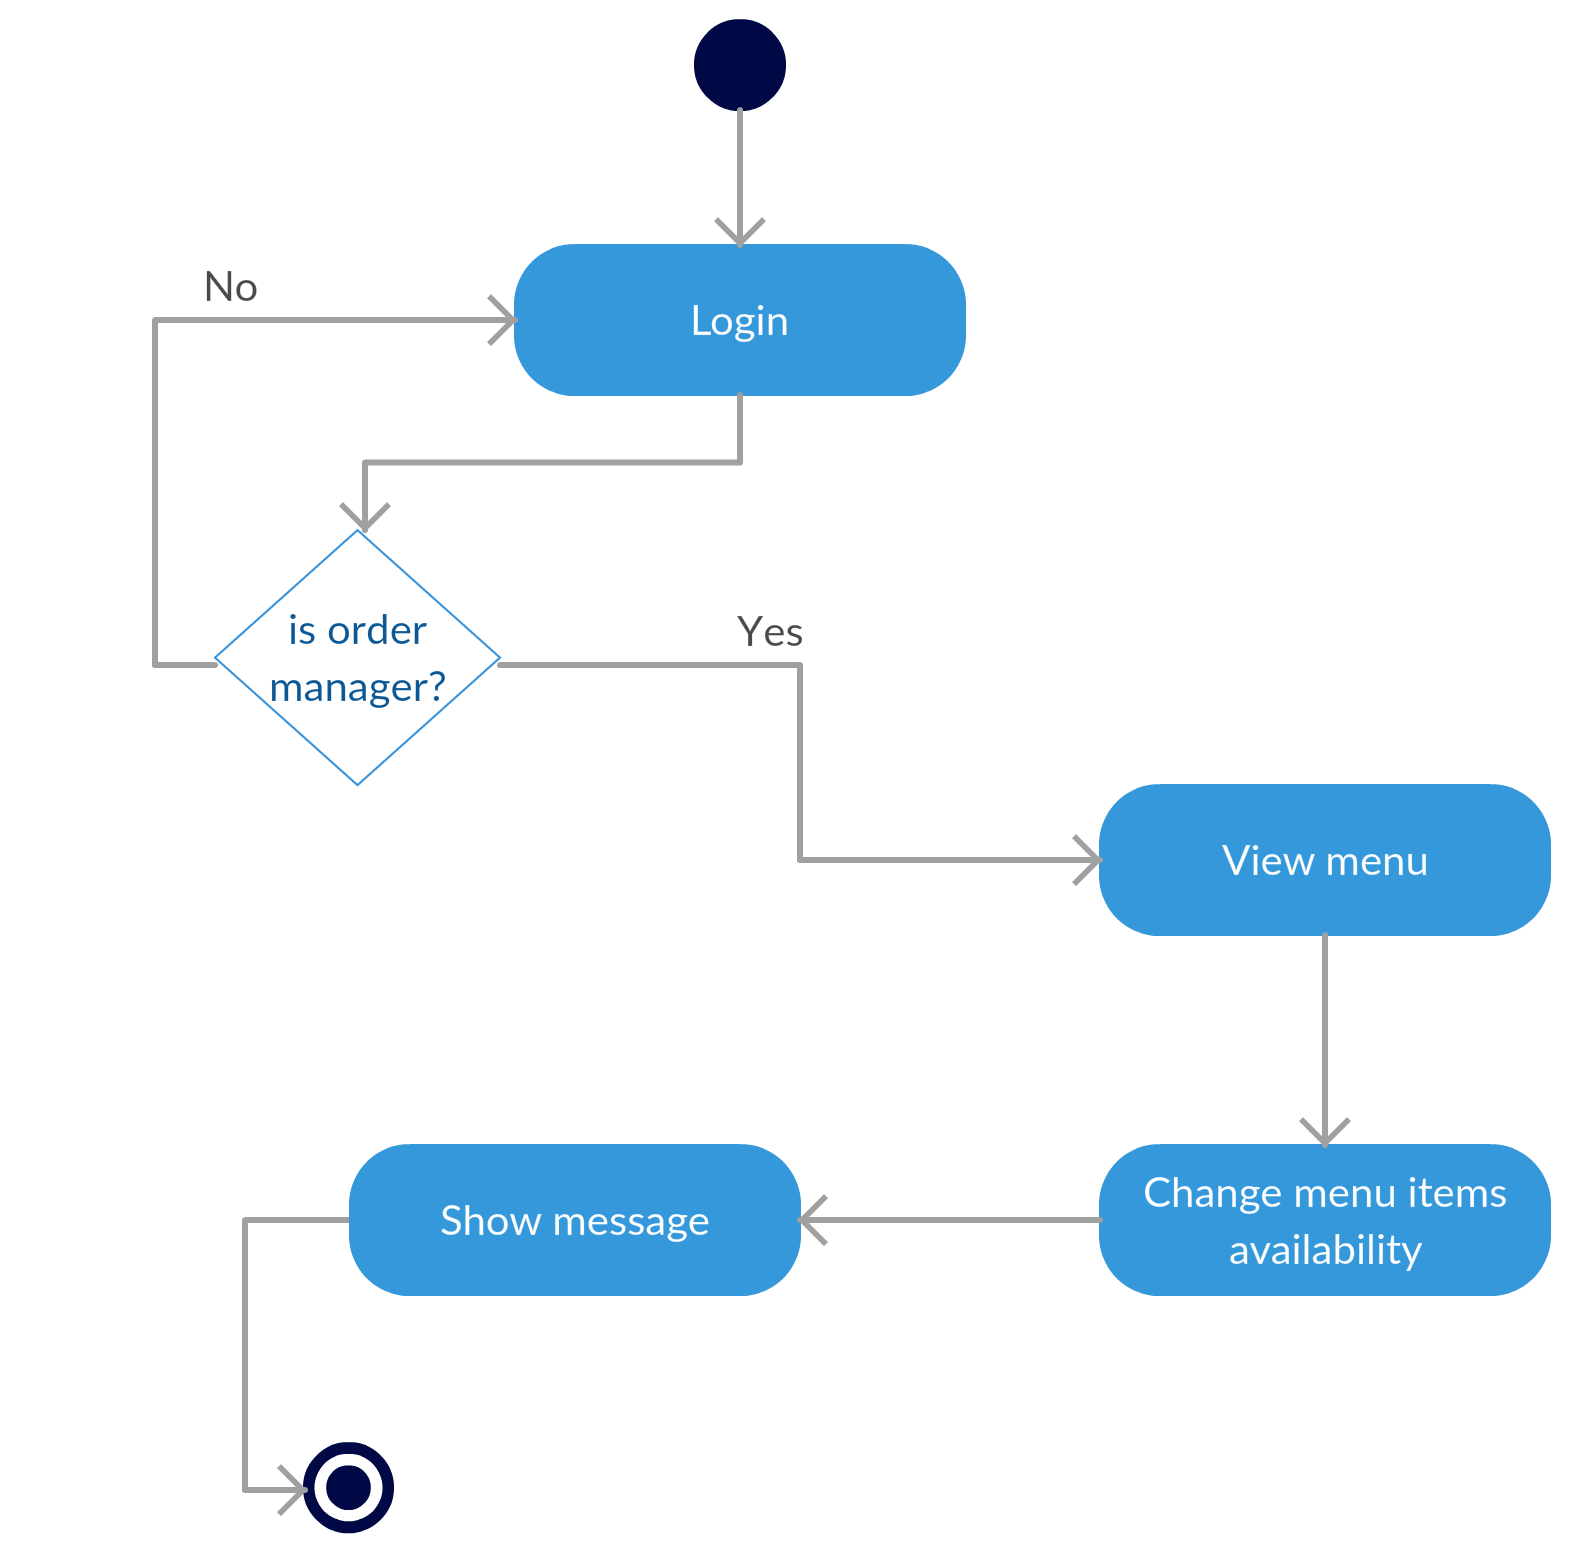 No
Login
is order
manager?
Yes
View menu
Change menu items
availability
Show message